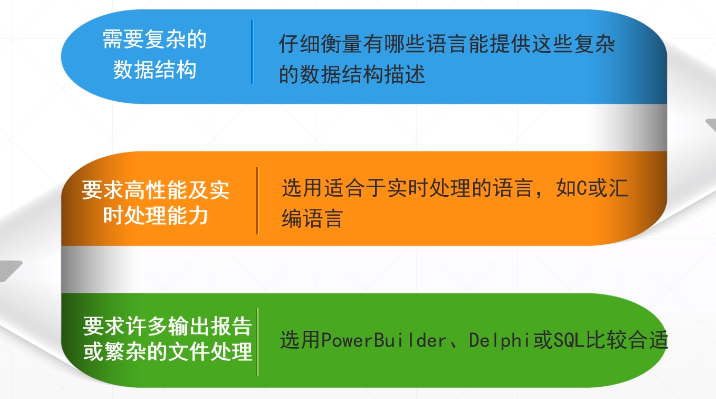 需要复杂的
数据结构
仔细衡量有哪些语言能提供这些复杂
的数据结构描述
要求高性能及实
时处理能力
选用适合于实时处理的语言，如C或汇
编语言
要求许多输出报告
或繁杂的文件处理
选用PowerBuilder、Delphi或SQL比较合适